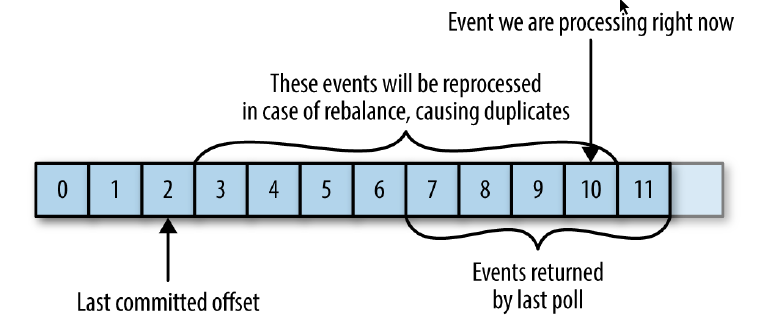 Event we are processing right now
These events will be reprocessed
in case of rebalance, causing duplicates
0 1 2 3 4 5 6 7 8 9 10 11
Last committed offset
Events returned
by last poll